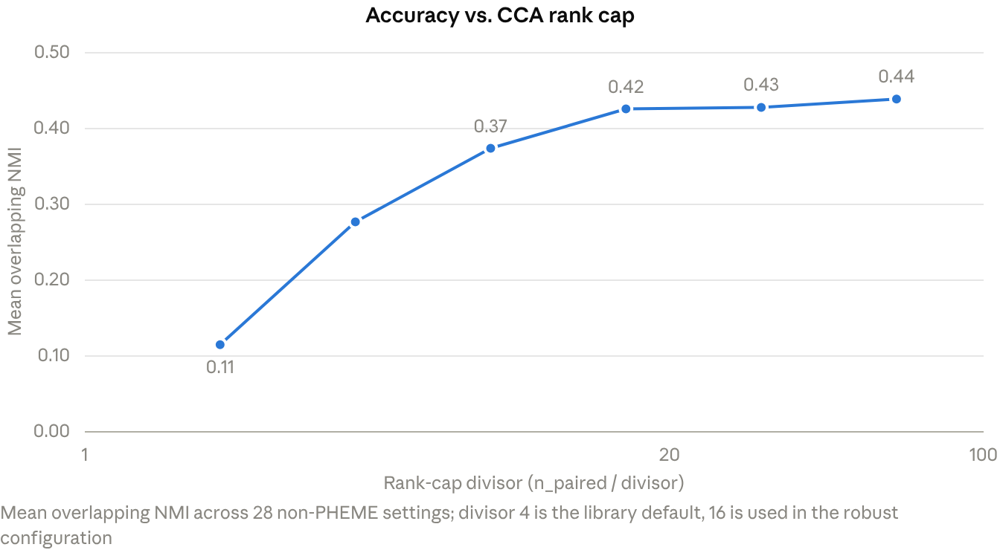 Accuracy vs. CCA rank cap
0.50
0.44
0.43
0.42
0.40
0.37
Mean overlapping NMI
0.30
0.20
0.10
0.11
0.00
1
20
100
Rank-cap divisor (n_paired / divisor)
Mean overlapping NMI across 28 non-PHEME settings; divisor 4 is the library default, 16 is used in the robust
configuration